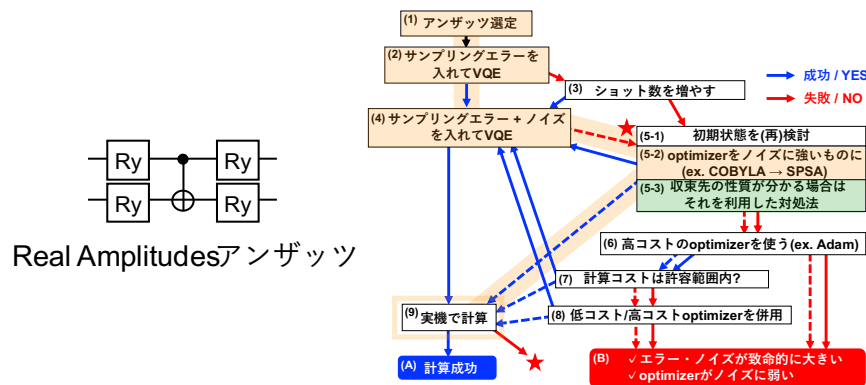 (1) アンザッツ選定
(2) サンプリングエラーを
入れてVQE
(3) ショット数を増やす
成功 / YES
失敗 / NO
(4) サンプリングエラー + ノイズ
を入れてVQE
(5-1) 初期状態を(再)検討
(5-2) optimizerをノイズに強いものに
(ex. COBYLA → SPSA)
(5-3) 収束先の性質が分かる場合は
それを利用した対処法
Ry
Ry
Ry
Ry
Real Amplitudesアンザッツ
(6) 高コストのoptimizerを使う(ex. Adam)
(7) 計算コストは許容範囲内?
(8) 低コスト/高コストoptimizerを併用
(9) 実機で計算
(A) 計算成功
(B) ✓エラー・ノイズが致命的に大きい
✓optimizerがノイズに弱い